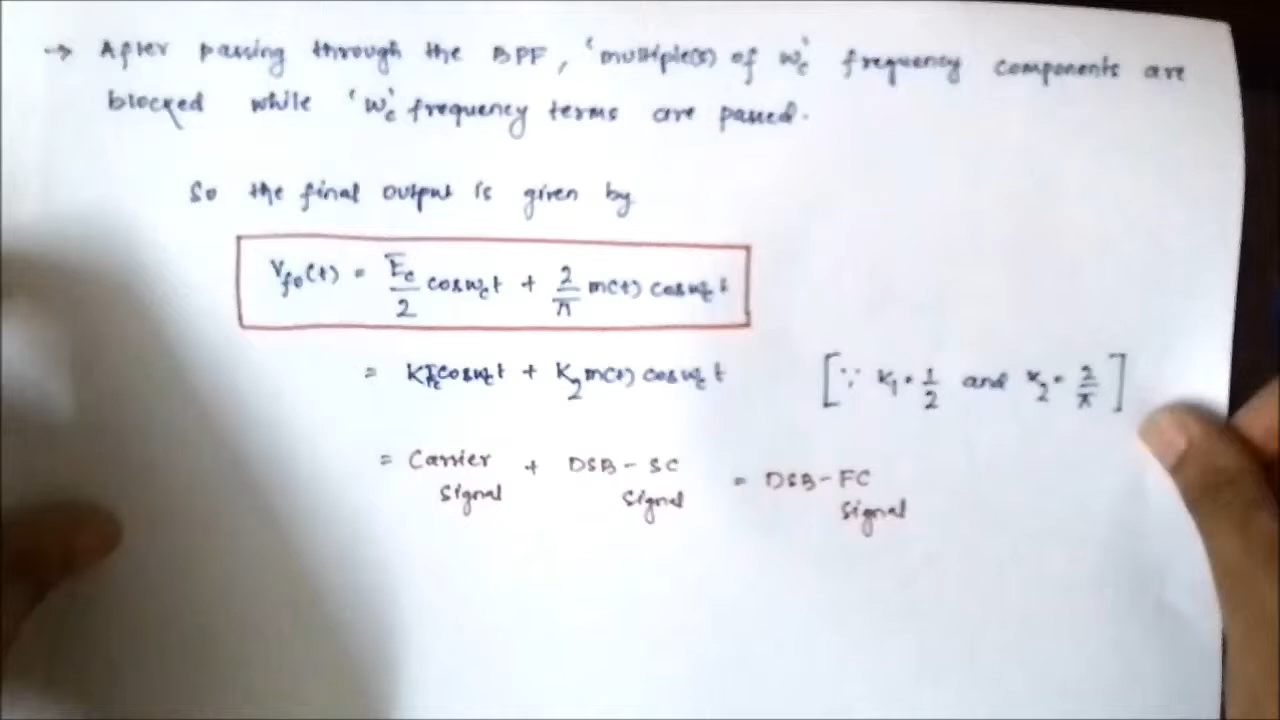 → After passing through the BPF, 'multiple(s) of ωc' frequency components are
blocked while 'ωc' frequency terms are passed.
So the final output is given by
Vfo(t) = Ec/2 cosωct + 2/π m(t) cosωct
= K1Ec cosωct + K2 m(t) cosωct [∵ K1 = 1/2 and K2 = 2/π]
= Carrier Signal + DSB-SC Signal = DSB-FC Signal